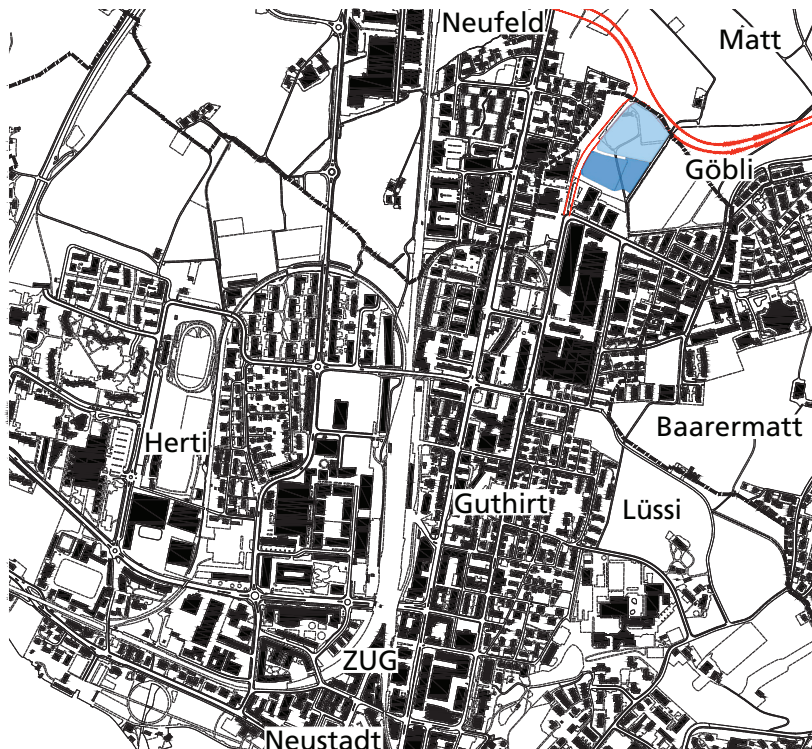 Neufeld
Matt
Göbli
Baarermatt
Herti
Guthirt
Lüssi
ZUG
Neustadt